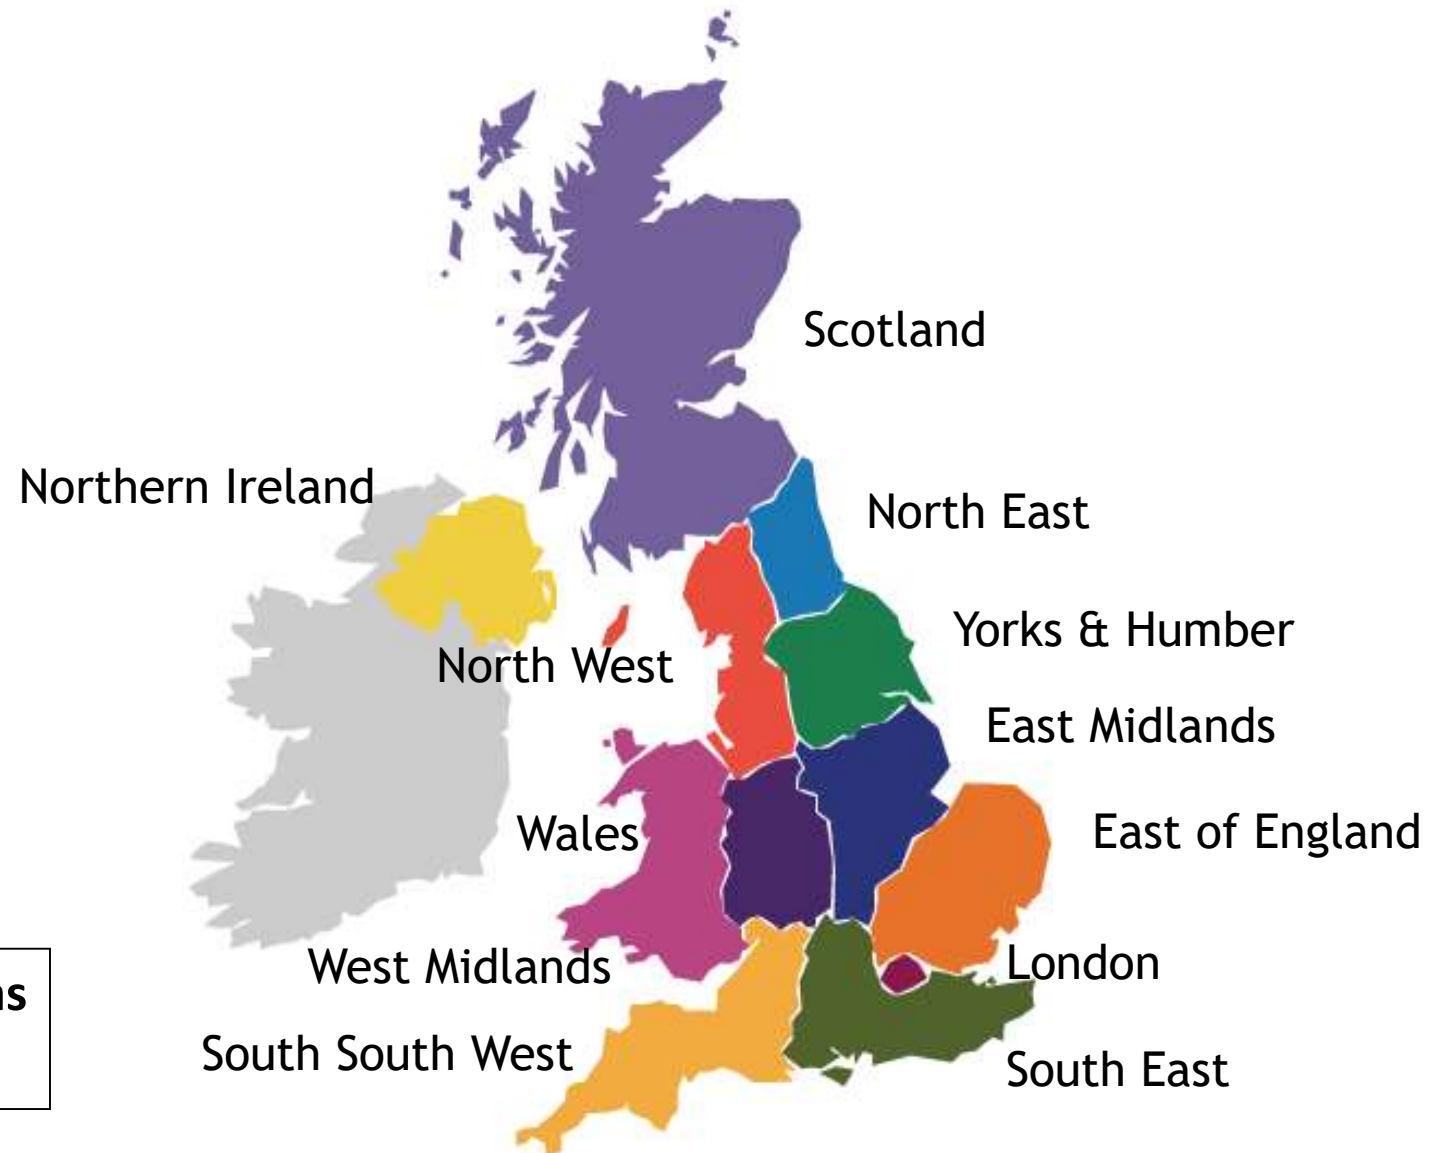 Scotland
Northern Ireland
North East
Yorks & Humber
North West
East Midlands
Wales
East of England
West Midlands
London
South South West
South East